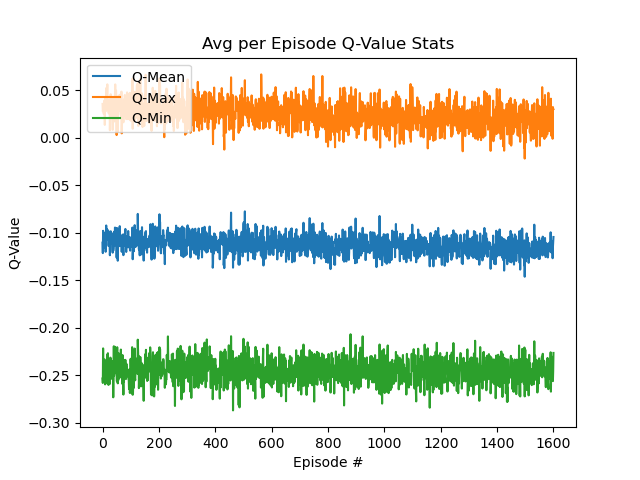 Avg per Episode Q-Value Stats
Q-Mean
Q-Max
Q-Min
0.05
0.00
−0.05
−0.10
−0.15
−0.20
−0.25
−0.30
Q-Value
0 200 400 600 800 1000 1200 1400 1600
Episode #